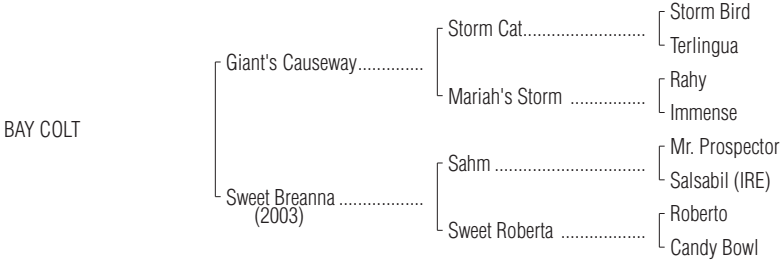 Storm Bird
Storm Cat..........................
Terlingua
Giant's Causeway..............
Rahy
Mariah's Storm ................
Immense
BAY COLT
Mr. Prospector
Sahm ................................
Salsabil (IRE)
Sweet Breanna ..................
(2003)
Roberto
Sweet Roberta ..................
Candy Bowl